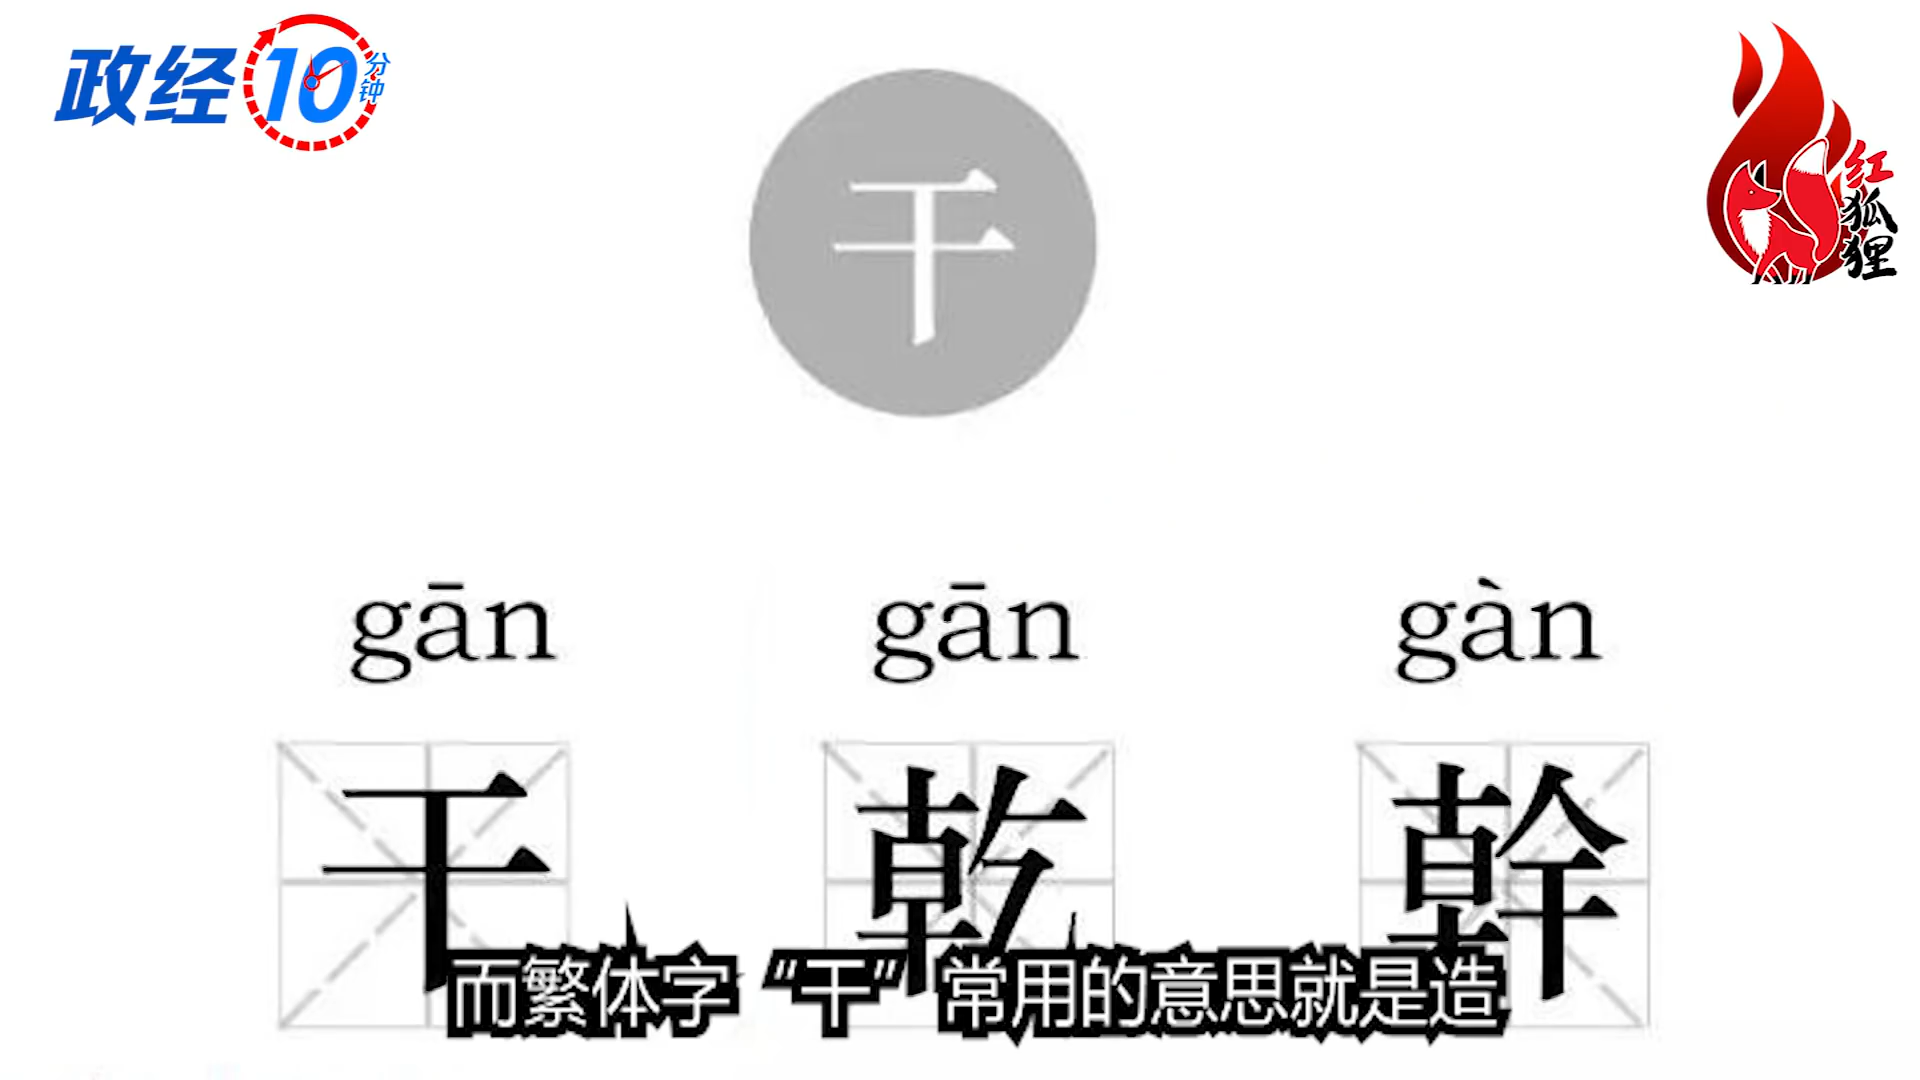 政经10分钟
红狐狸
干
gān gān gàn
干 乾 幹
而繁体字“干”常用的意思就是造